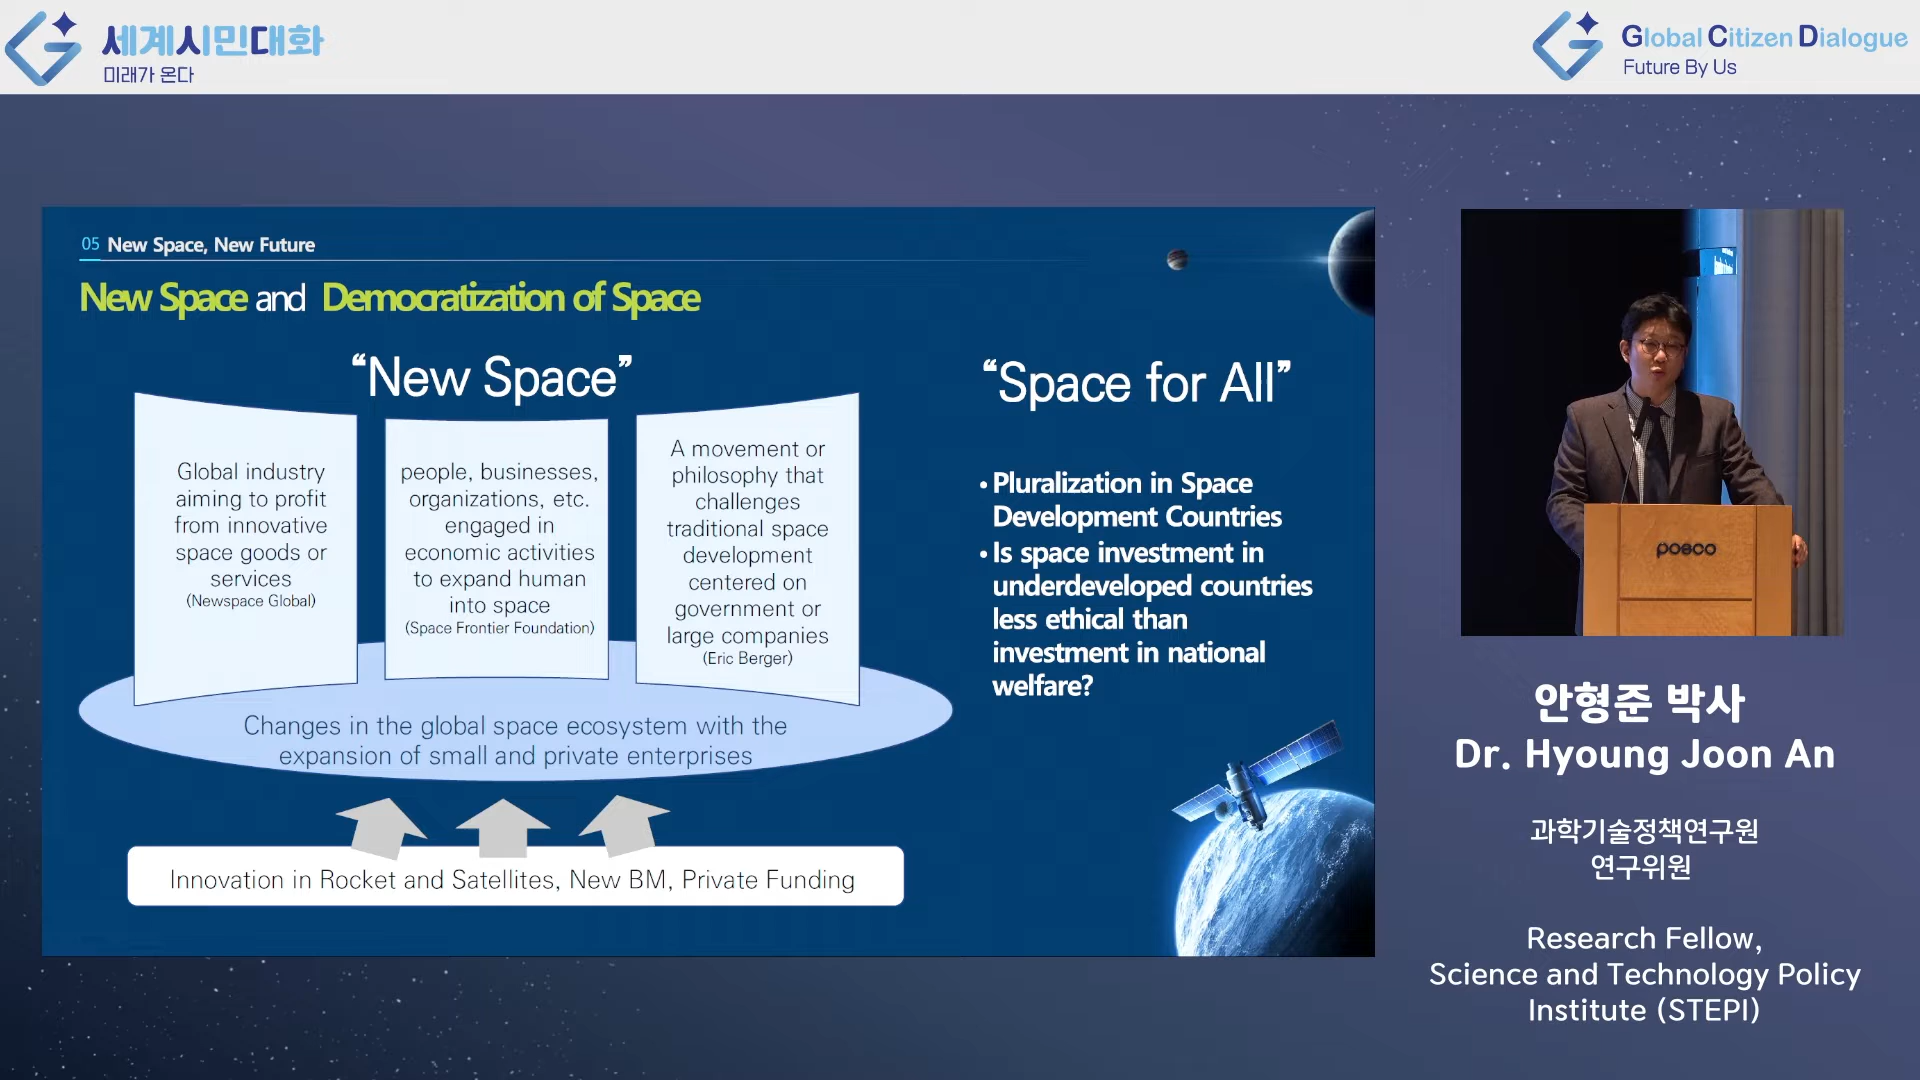 세계시민대화
미래가 온다
Global Citizen Dialogue
Future By Us
05 New Space, New Future
New Space and Democratization of Space
“New Space”
Global industry
aiming to profit
from innovative
space goods or
services
(Newspace Global)
people, businesses,
organizations, etc.
engaged in
economic activities
to expand human
into space
(Space Frontier Foundation)
A movement or
philosophy that
challenges
traditional space
development
centered on
government or
large companies
(Eric Berger)
Changes in the global space ecosystem with the
expansion of small and private enterprises
Innovation in Rocket and Satellites, New BM, Private Funding
“Space for All”
• Pluralization in Space
Development Countries
• Is space investment in
underdeveloped countries
less ethical than
investment in national
welfare?
posco
안형준 박사
Dr. Hyoung Joon An
과학기술정책연구원
연구위원
Research Fellow,
Science and Technology Policy
Institute (STEPI)